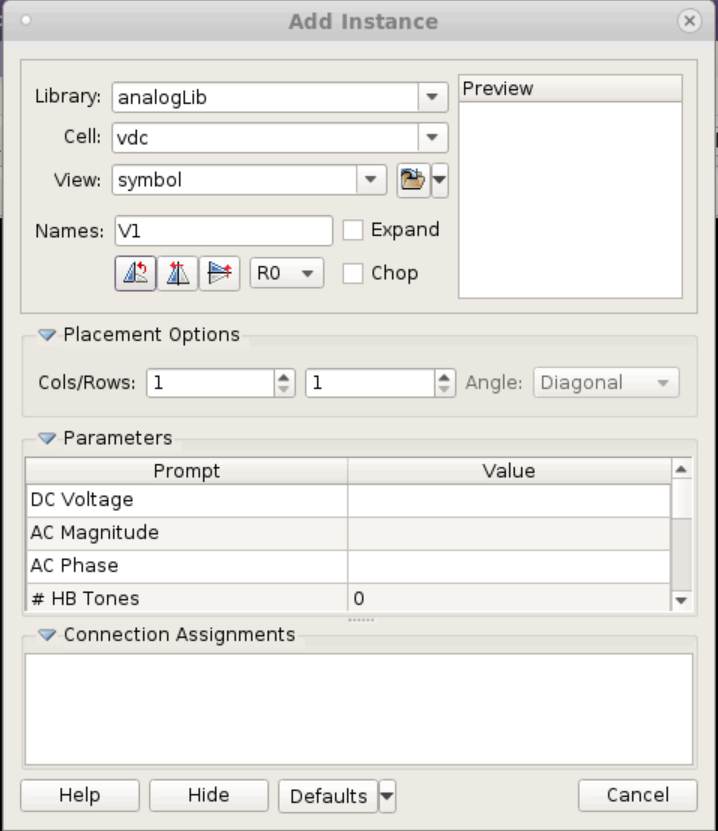 Add Instance
Library: analogLib
Preview
Cell: vdc
View: symbol
Names: V1
Expand
R0
Chop
Placement Options
Cols/Rows: 1 1 Angle: Diagonal
Parameters
Prompt Value
DC Voltage
AC Magnitude
AC Phase
# HB Tones 0
Connection Assignments
Help Hide Defaults Cancel